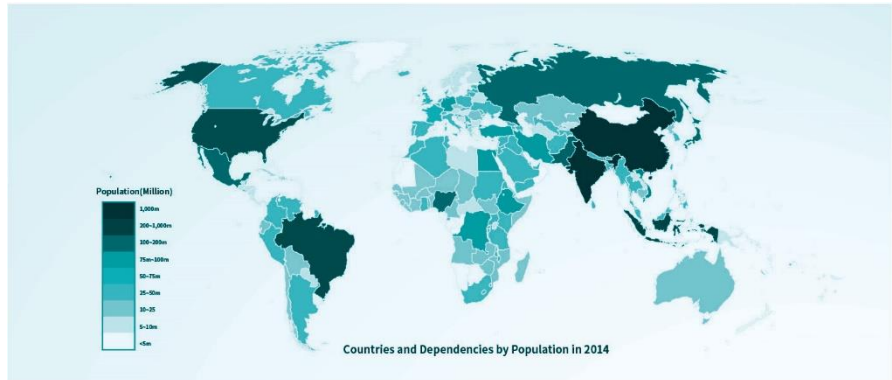 Population(Million)
1,000m
200~1,000m
100~200m
75m~100m
50~75m
25~50m
10~25
5~10m
<5m
Countries and Dependencies by Population in 2014